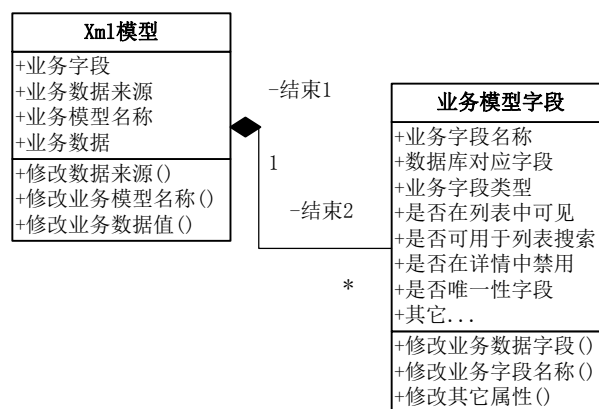 Xml模型
+业务字段
+业务数据来源
+业务模型名称
+业务数据
+修改数据来源()
+修改业务模型名称()
+修改业务数据值()
-结束1
1
-结束2
*
业务模型字段
+业务字段名称
+数据库对应字段
+业务字段类型
+是否在列表中可见
+是否可用于列表搜索
+是否在详情中禁用
+是否唯一性字段
+其它...
+修改业务数据字段()
+修改业务字段名称()
+修改其它属性()